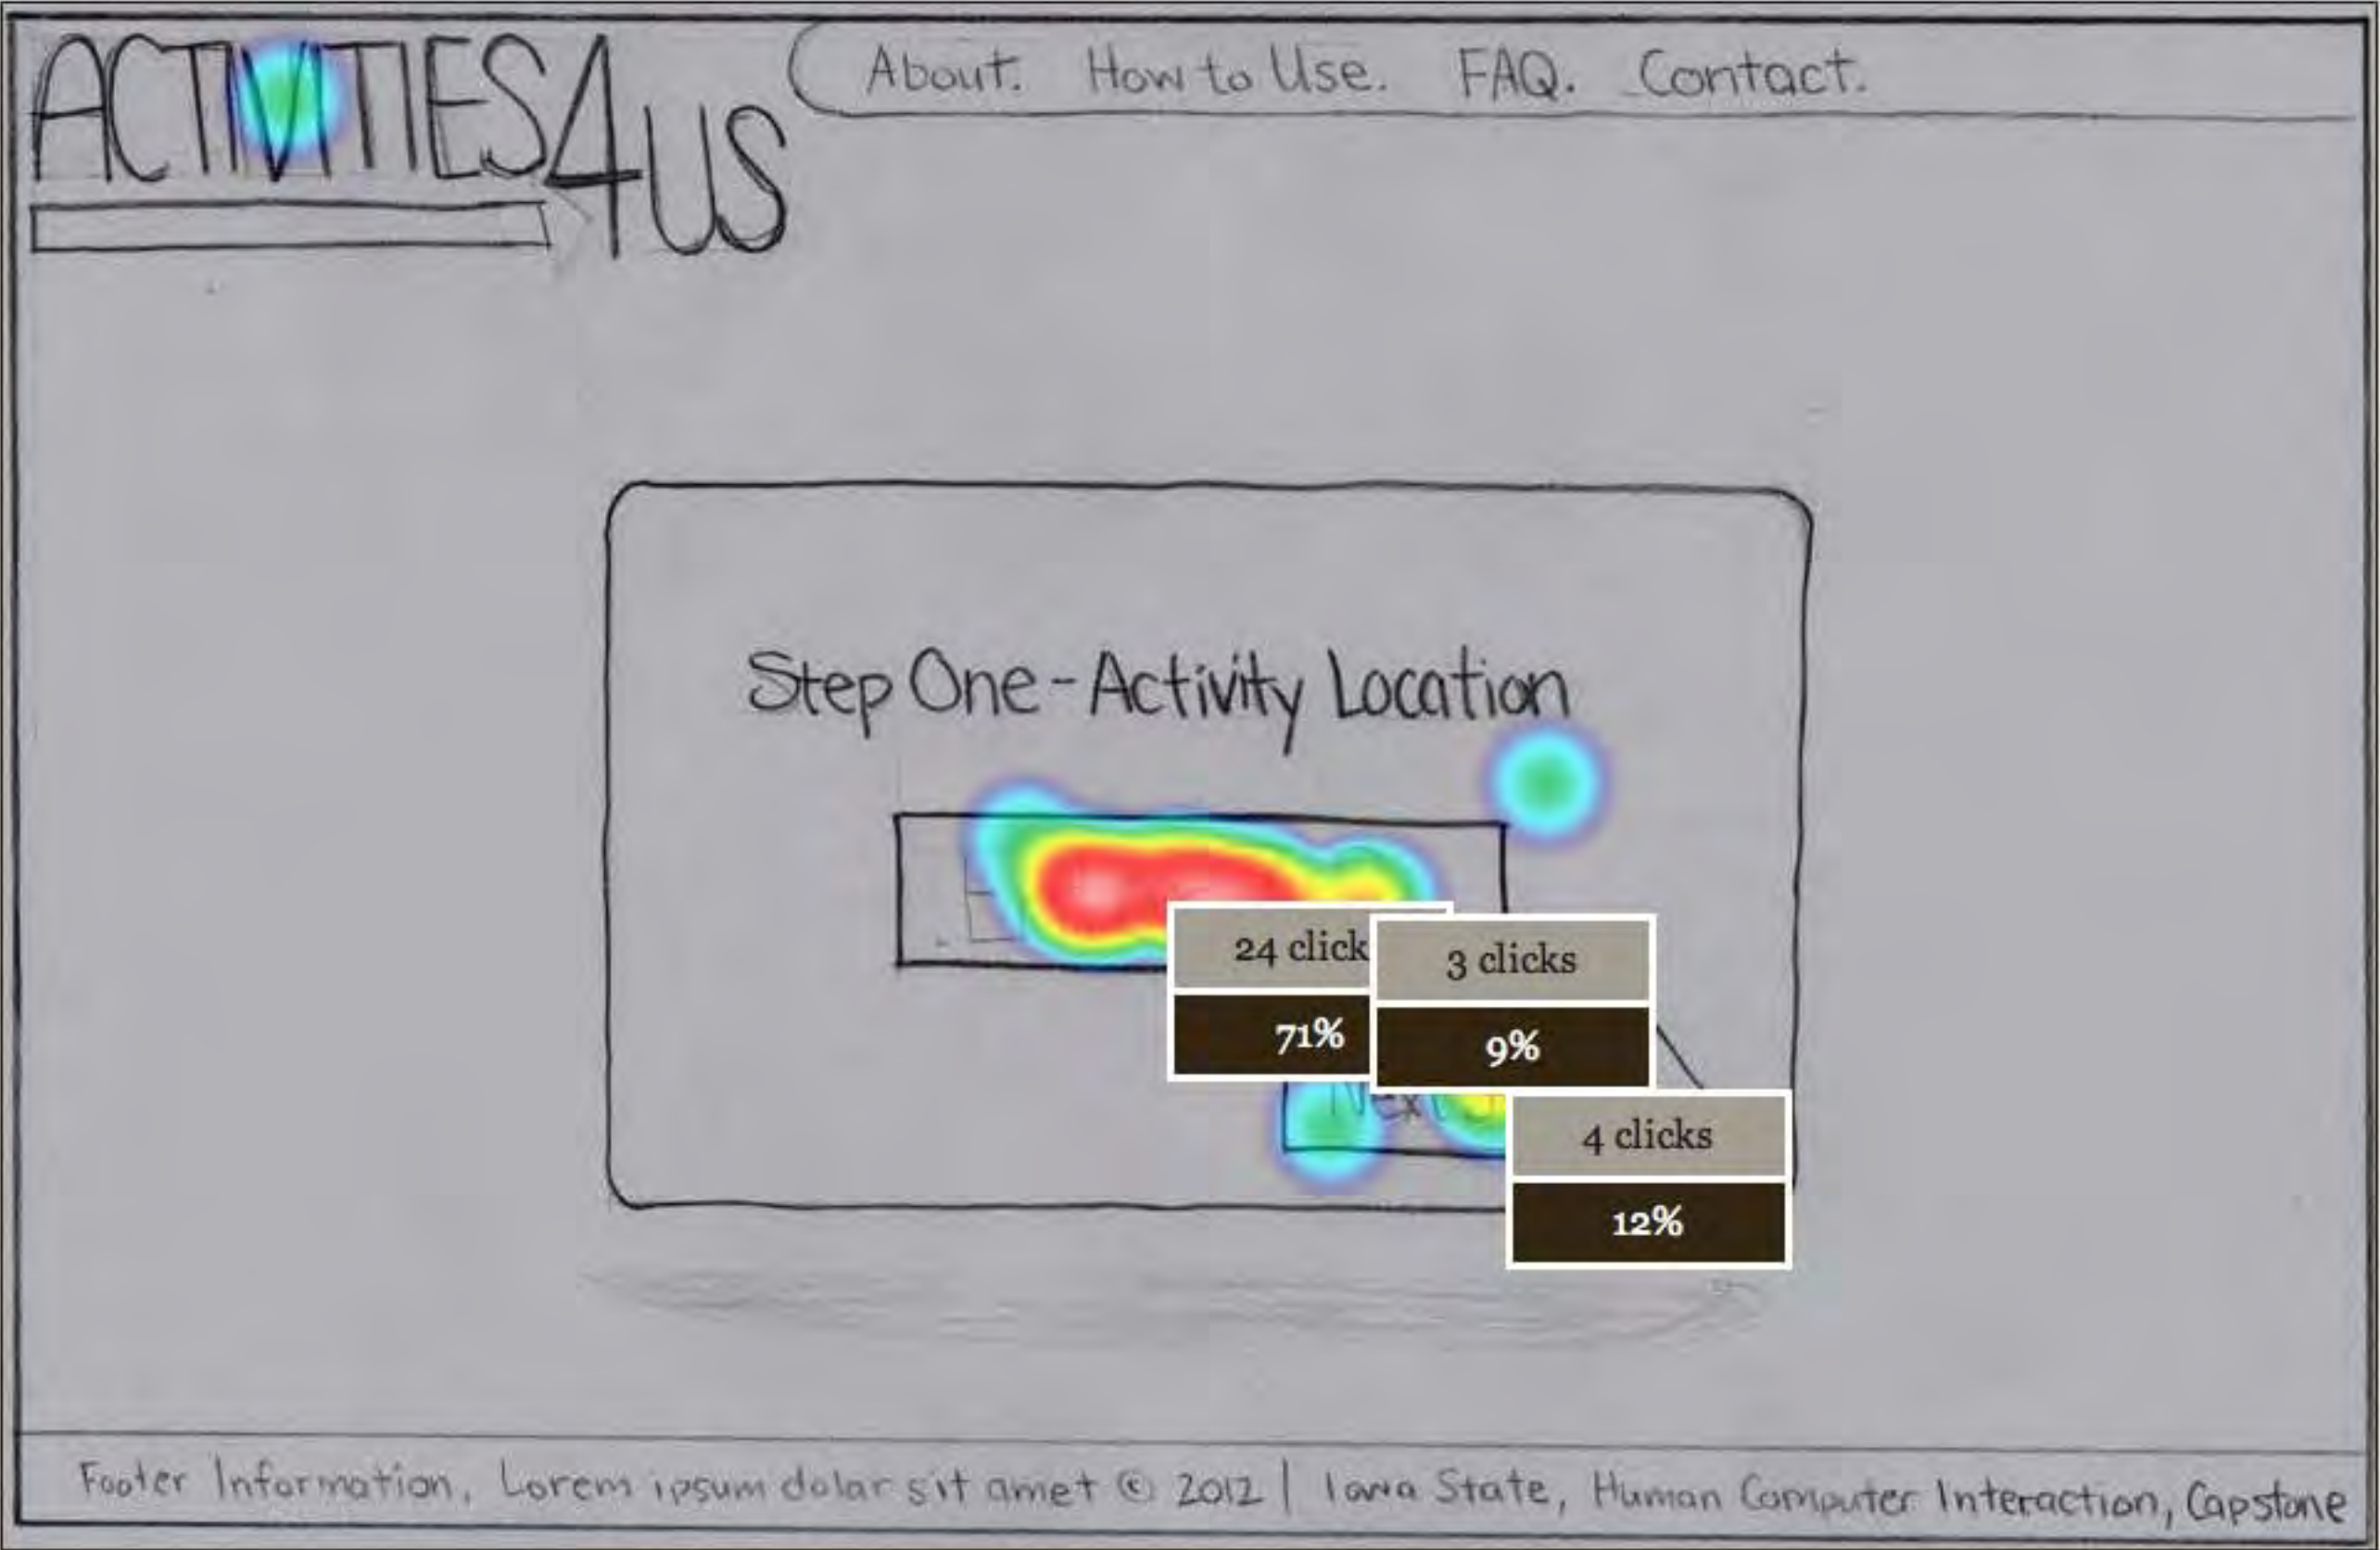 ACTIVITIES4US
About. How to Use. FAQ. Contact.
Step One - Activity Location
24 click
3 clicks
71%
9%
Next
4 clicks
12%
Footer Information. Lorem ipsum dolar sit amet © 2012 | Iowa State, Human Computer Interaction, Capstone